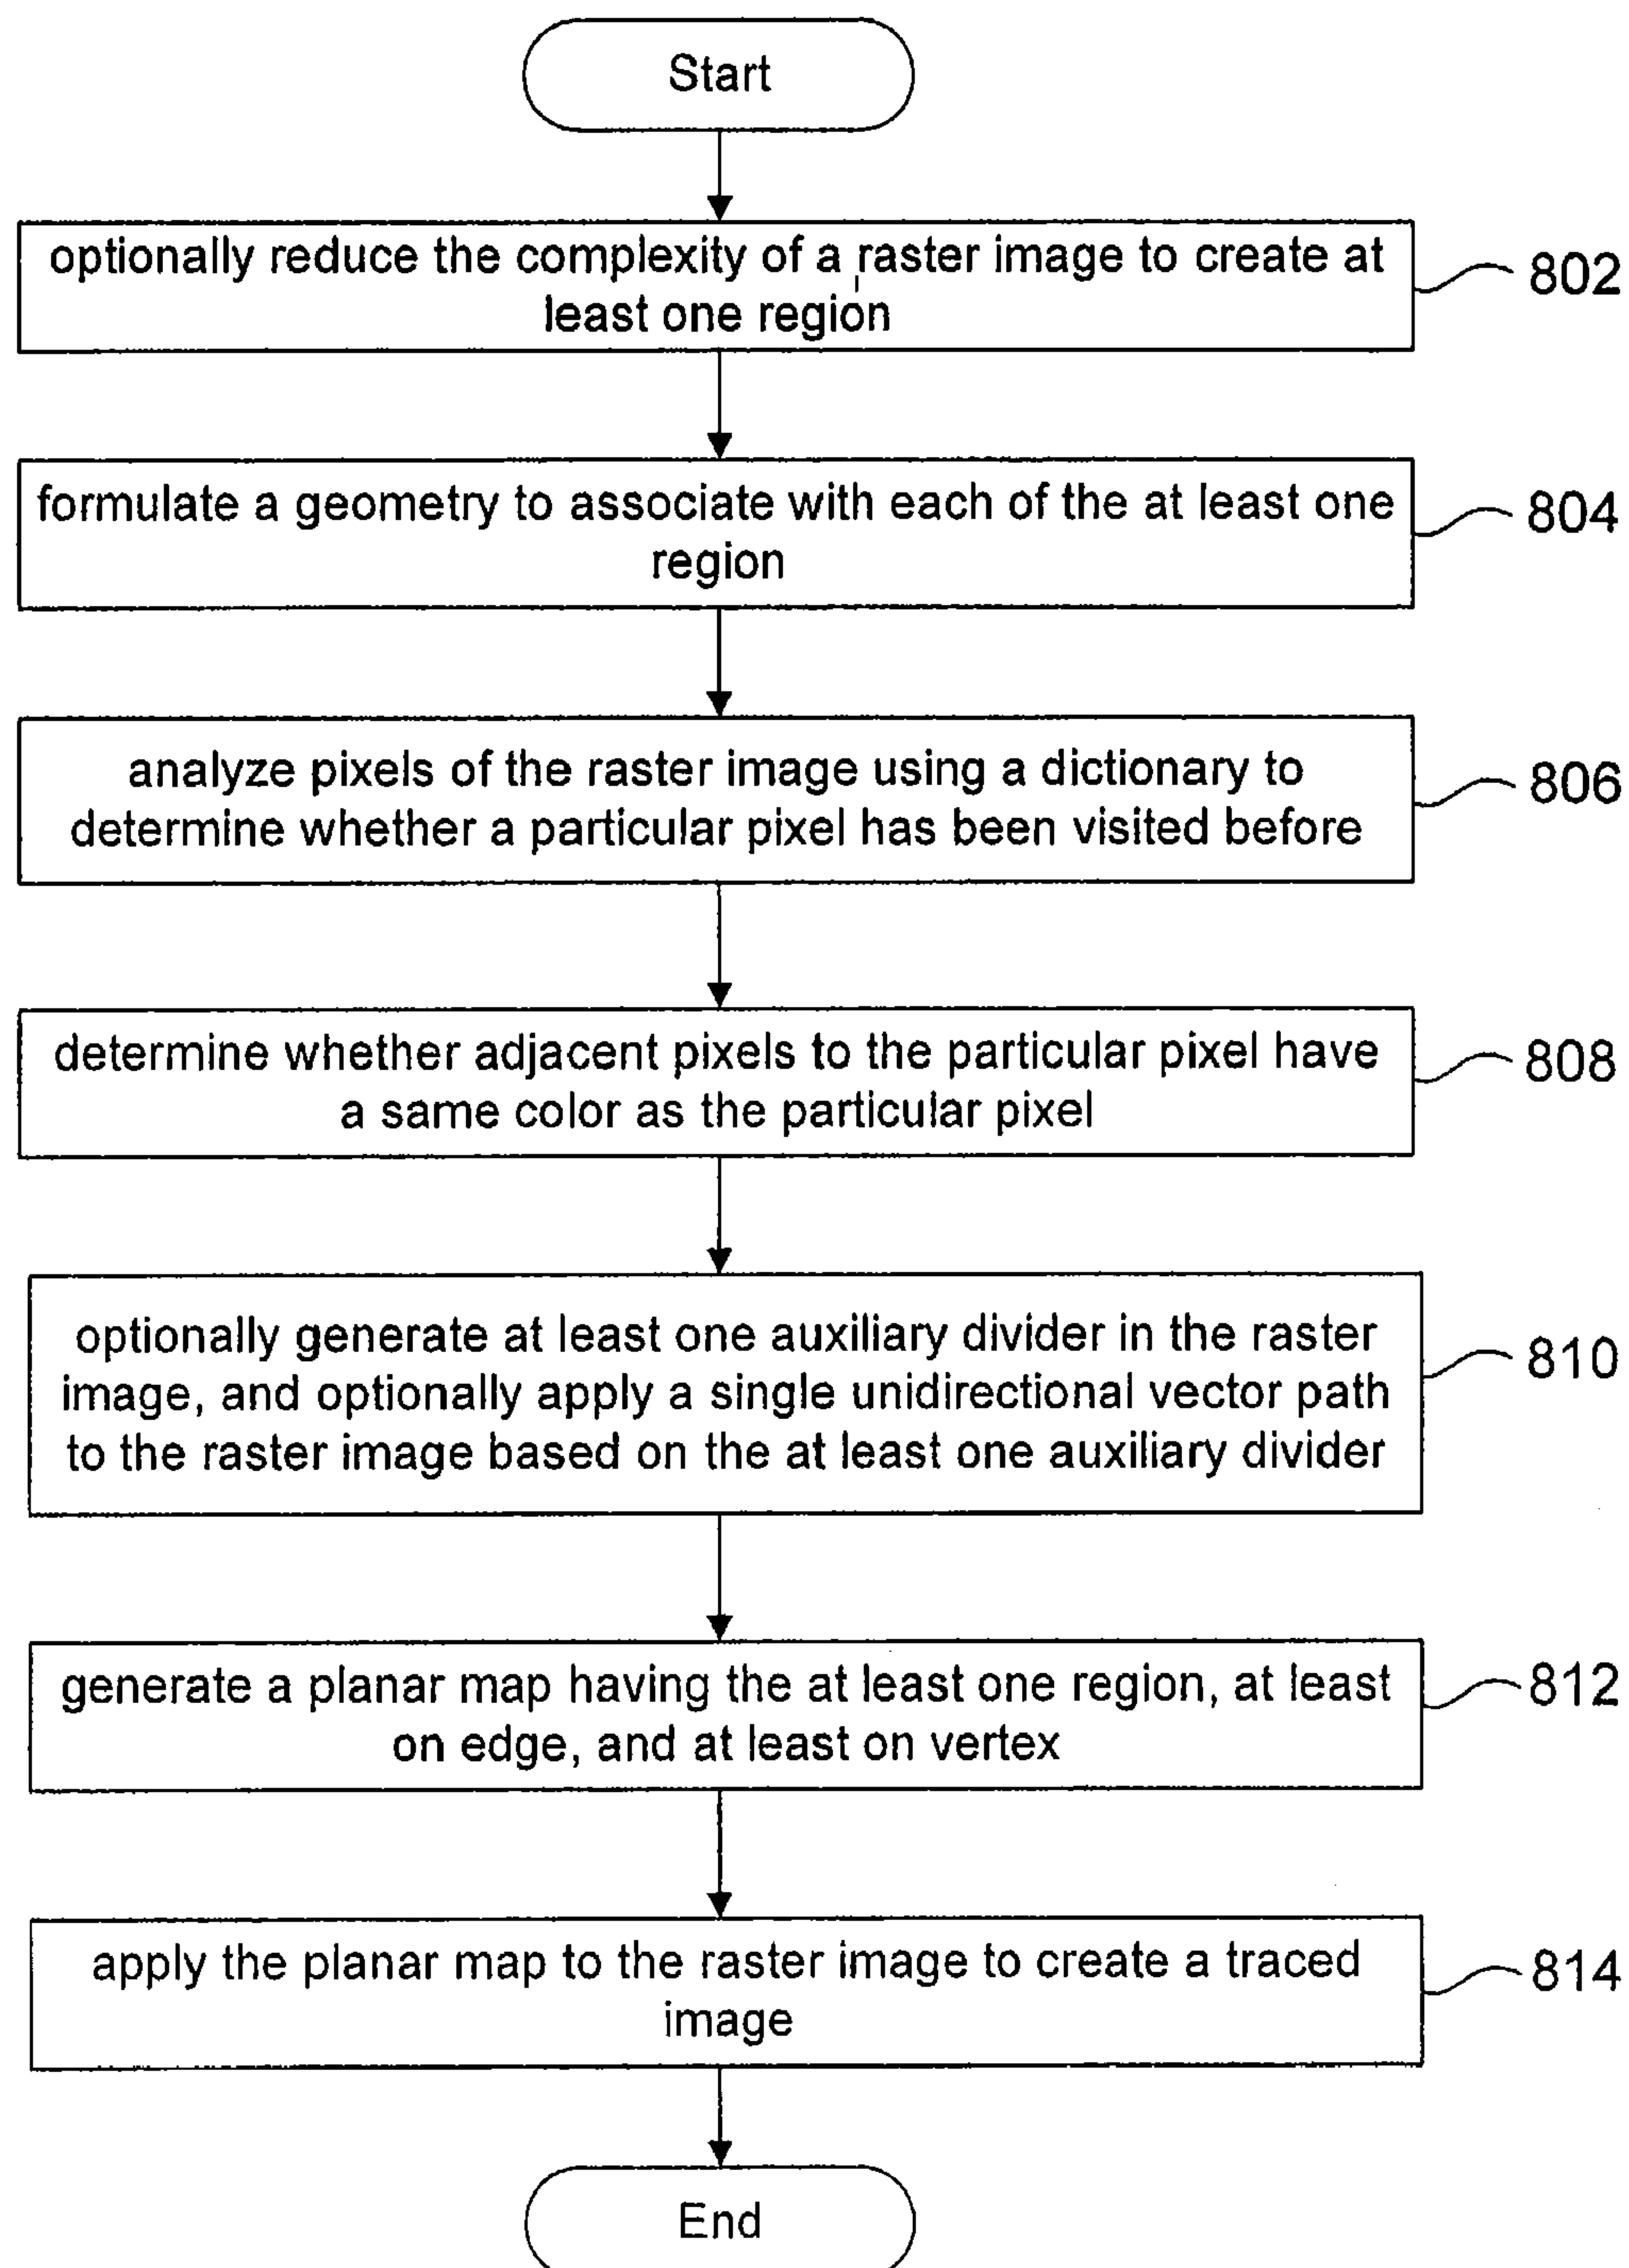 Start
optionally reduce the complexity of a raster image to create at
least one region
802
formulate a geometry to associate with each of the at least one
region
804
analyze pixels of the raster image using a dictionary to
determine whether a particular pixel has been visited before
806
determine whether adjacent pixels to the particular pixel have
a same color as the particular pixel
808
optionally generate at least one auxiliary divider in the raster
image, and optionally apply a single unidirectional vector path
to the raster image based on the at least one auxiliary divider
810
generate a planar map having the at least one region, at least
on edge, and at least on vertex
812
apply the planar map to the raster image to create a traced
image
814
End